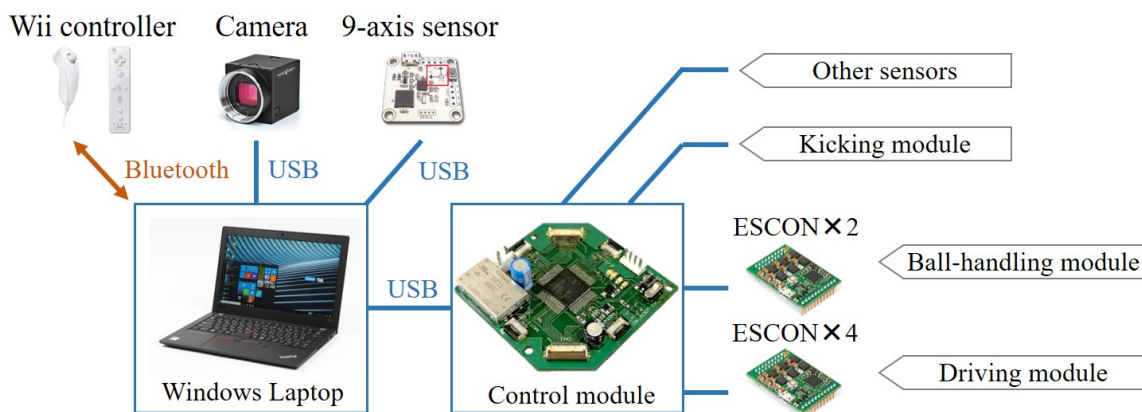 Wii controller
Camera
9-axis sensor
Other sensors
Kicking module
Bluetooth
USB
USB
ESCON×2
Ball-handling module
USB
ESCON×4
Driving module
Windows Laptop
Control module